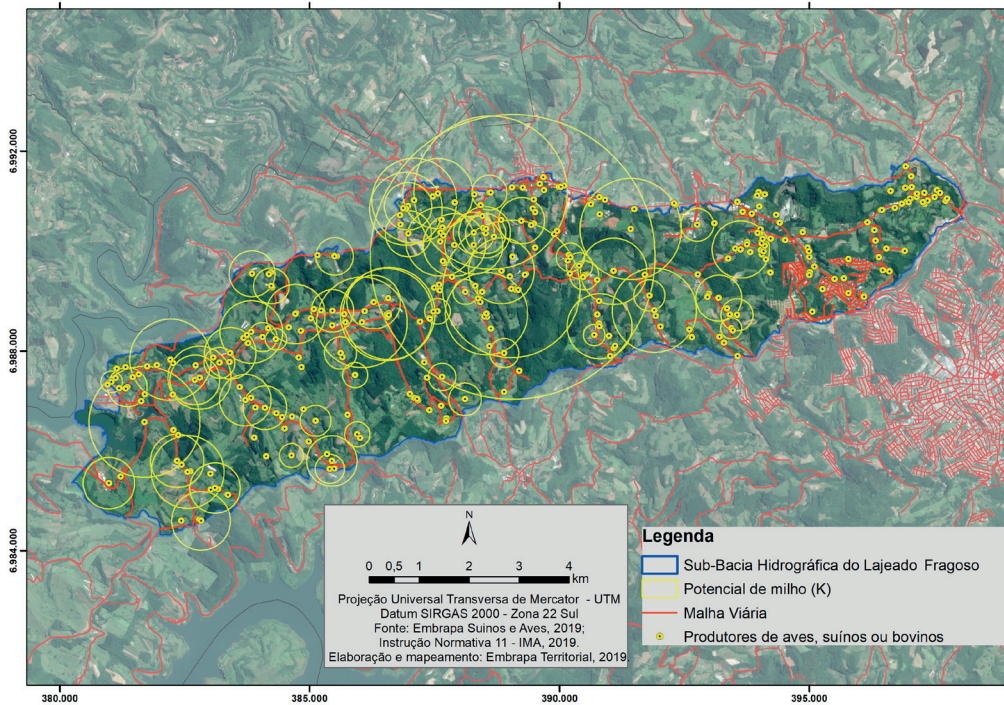 6.992.000
6.988.000
6.984.000
380.000
385.000
390.000
395.000
N
0 0,5 1 2 3 4
km
Projeção Universal Transversa de Mercator - UTM
Datum SIRGAS 2000 - Zona 22 Sul
Fonte: Embrapa Suinos e Aves, 2019;
Instrução Normativa 11 - IMA, 2019.
Elaboração e mapeamento: Embrapa Territorial, 2019.
Legenda
Sub-Bacia Hidrográfica do Lajeado Fragoso
Potencial de milho (K)
Malha Viária
Produtores de aves, suínos ou bovinos